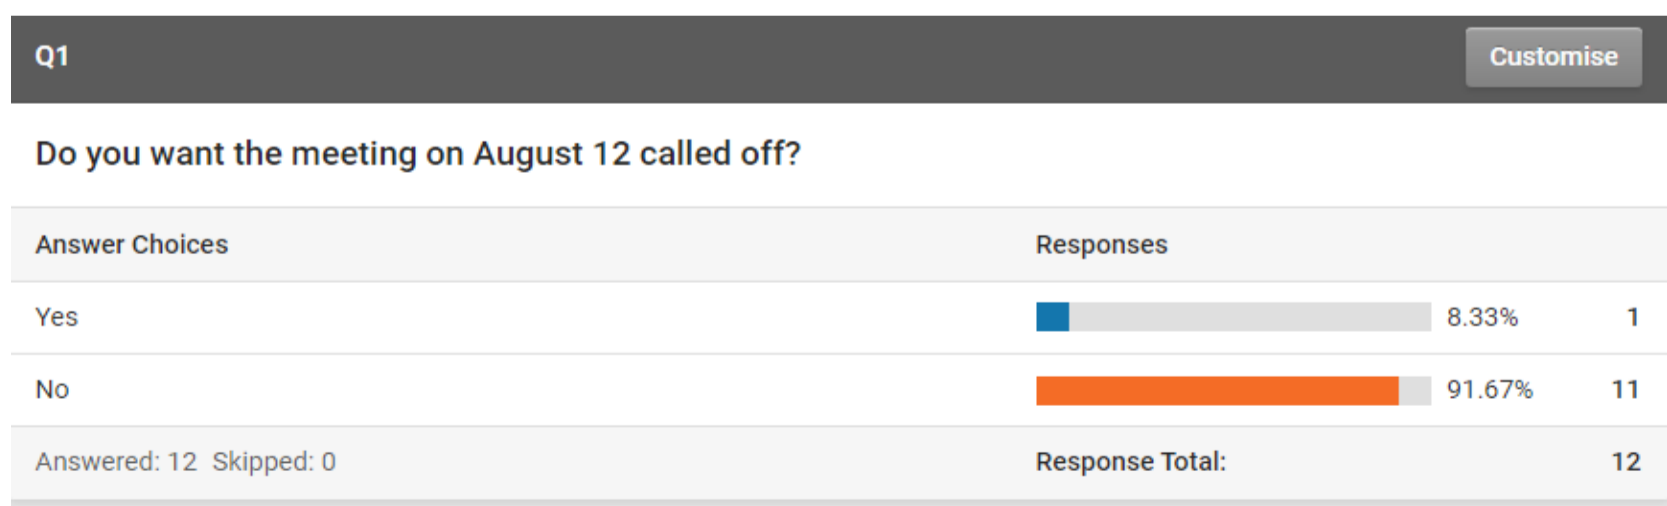 Q1 Customise
Do you want the meeting on August 12 called off?
Answer Choices Responses
Yes 8.33% 1
No 91.67% 11
Answered: 12 Skipped: 0 Response Total: 12